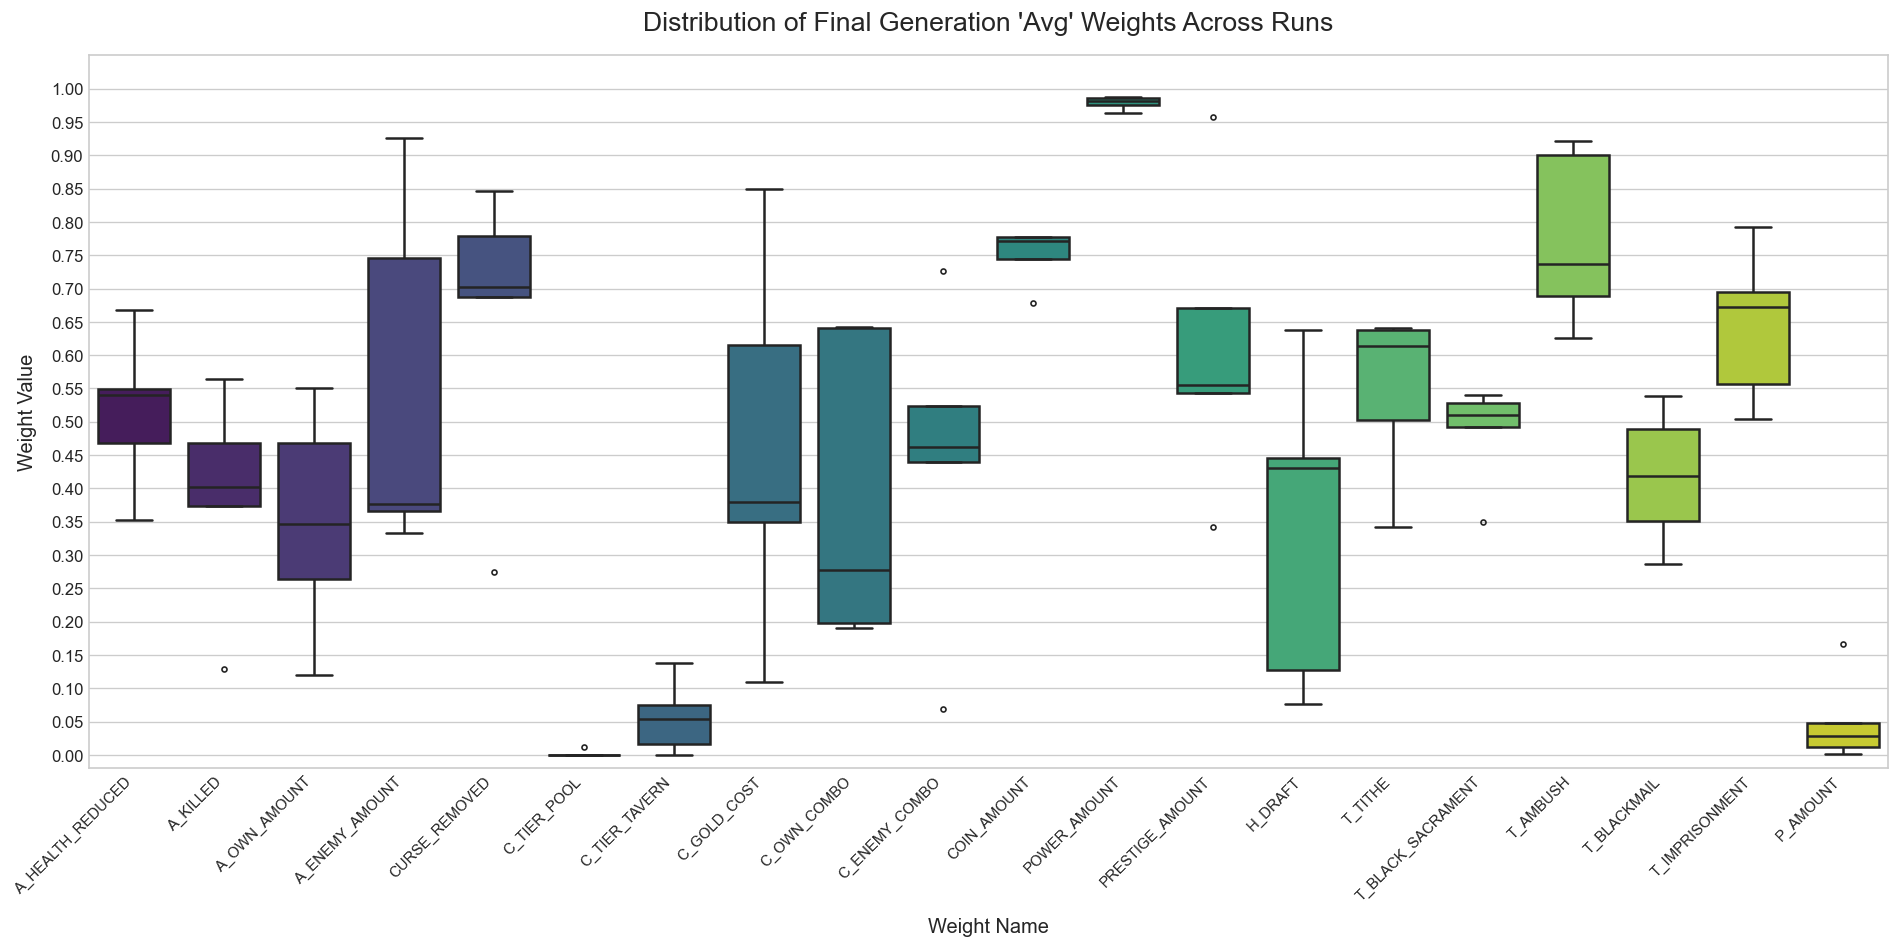 Distribution of Final Generation 'Avg' Weights Across Runs
Weight Value
1.00
0.95
0.90
0.85
0.80
0.75
0.70
0.65
0.60
0.55
0.50
0.45
0.40
0.35
0.30
0.25
0.20
0.15
0.10
0.05
0.00
A_HEALTH_REDUCED
A_KILLED
A_OWN_AMOUNT
A_ENEMY_AMOUNT
CURSE_REMOVED
C_TIER_POOL
C_TIER_TAVERN
C_GOLD_COST
C_OWN_COMBO
C_ENEMY_COMBO
COIN_AMOUNT
POWER_AMOUNT
PRESTIGE_AMOUNT
H_DRAFT
T_TITHE
T_BLACK_SACRAMENT
T_AMBUSH
T_BLACKMAIL
T_IMPRISONMENT
P_AMOUNT
Weight Name